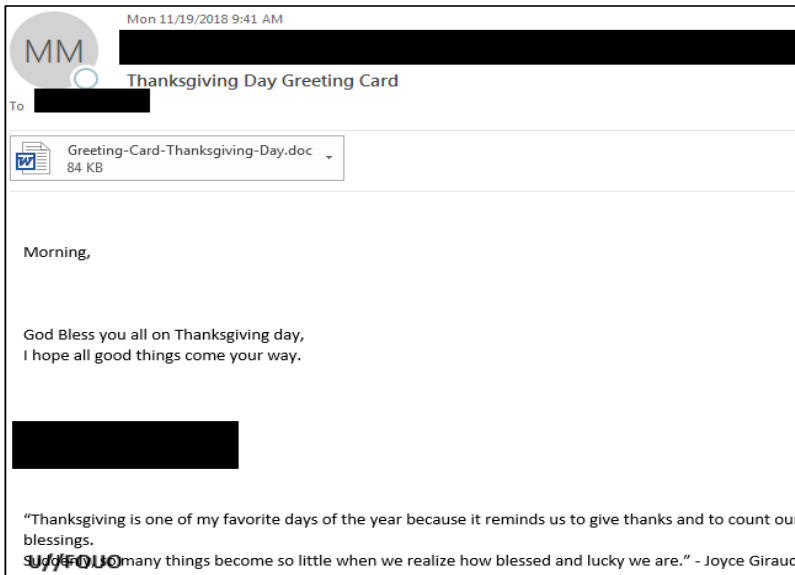 Mon 11/19/2018 9:41 AM
MM
Thanksgiving Day Greeting Card
To
Greeting-Card-Thanksgiving-Day.doc
84 KB
Morning,
God Bless you all on Thanksgiving day,
I hope all good things come your way.
“Thanksgiving is one of my favorite days of the year because it reminds us to give thanks and to count our
blessings.
Suddenly, so many things become so little when we realize how blessed and lucky we are.” - Joyce Giraud
U//FOUO